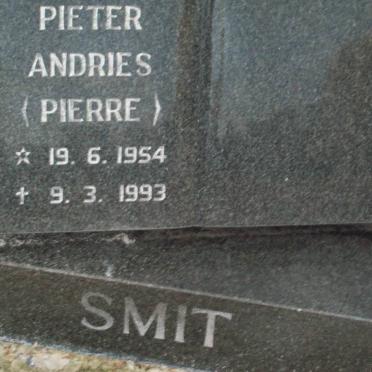 PIETER
ANDRIES
(PIERRE)
☆ 19. 6. 1954
✝ 9. 3. 1993
SMIT